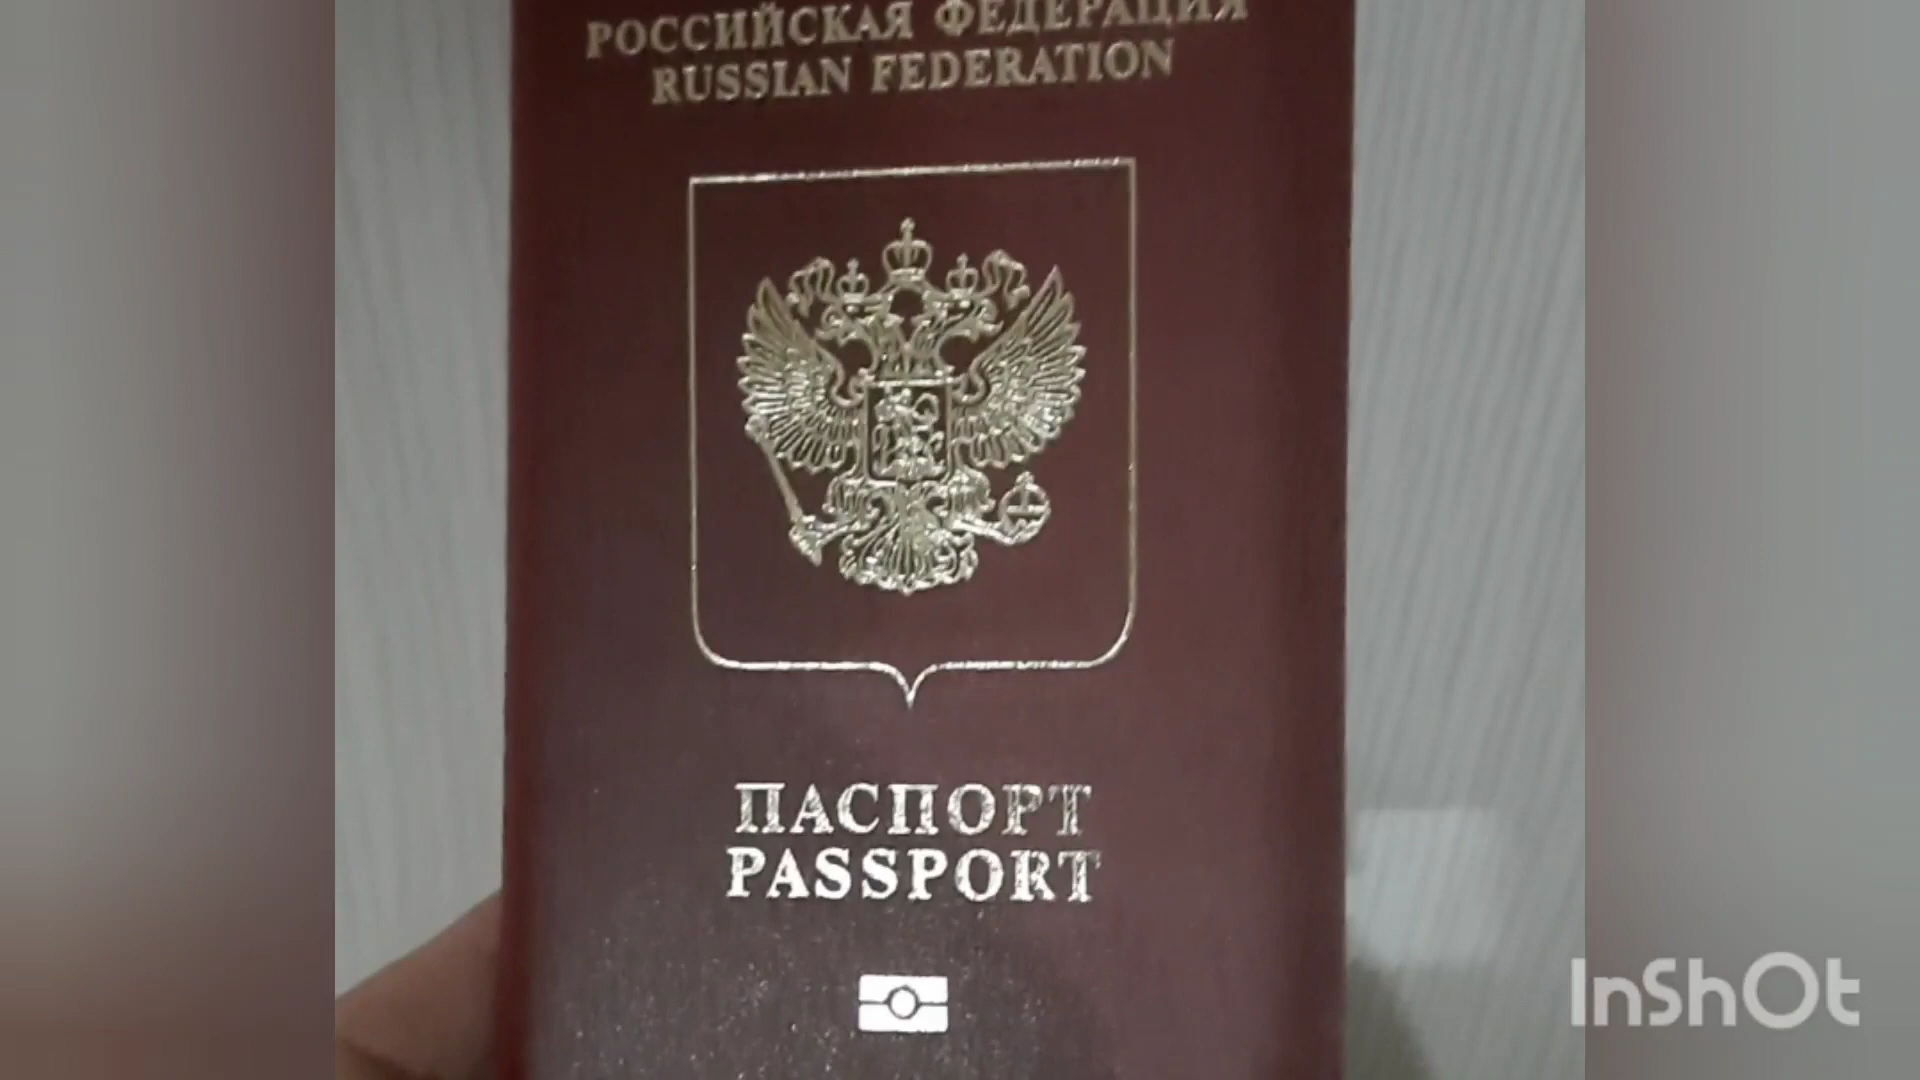 РОССИЙСКАЯ ФЕДЕРАЦИЯ
RUSSIAN FEDERATION
ПАСПОРТ
PASSPORT
InShOt